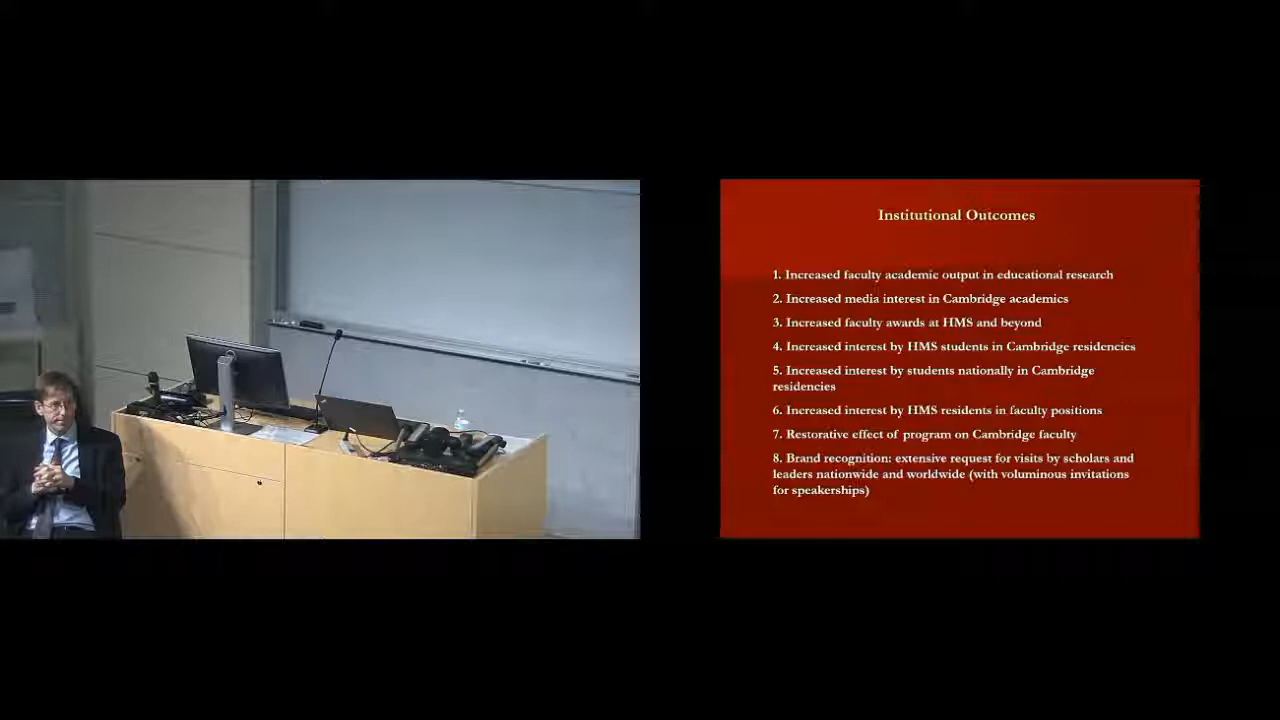 Institutional Outcomes
1. Increased faculty academic output in educational research
2. Increased media interest in Cambridge academics
3. Increased faculty awards at HMS and beyond
4. Increased interest by HMS students in Cambridge residencies
5. Increased interest by students nationally in Cambridge
residencies
6. Increased interest by HMS residents in faculty positions
7. Restorative effect of program on Cambridge faculty
8. Brand recognition: extensive request for visits by scholars and
leaders nationwide and worldwide (with voluminous invitations
for speakerships)